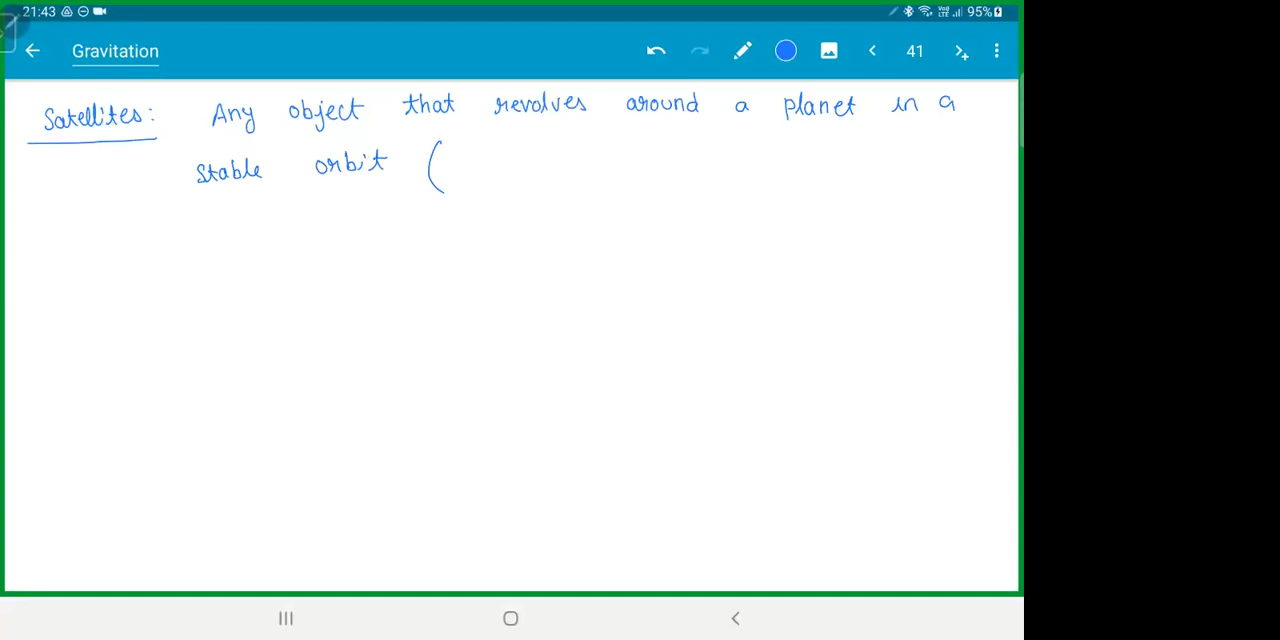 21:43 95%
Gravitation 41
Satellites: Any object that revolves around a planet in a
stable orbit (